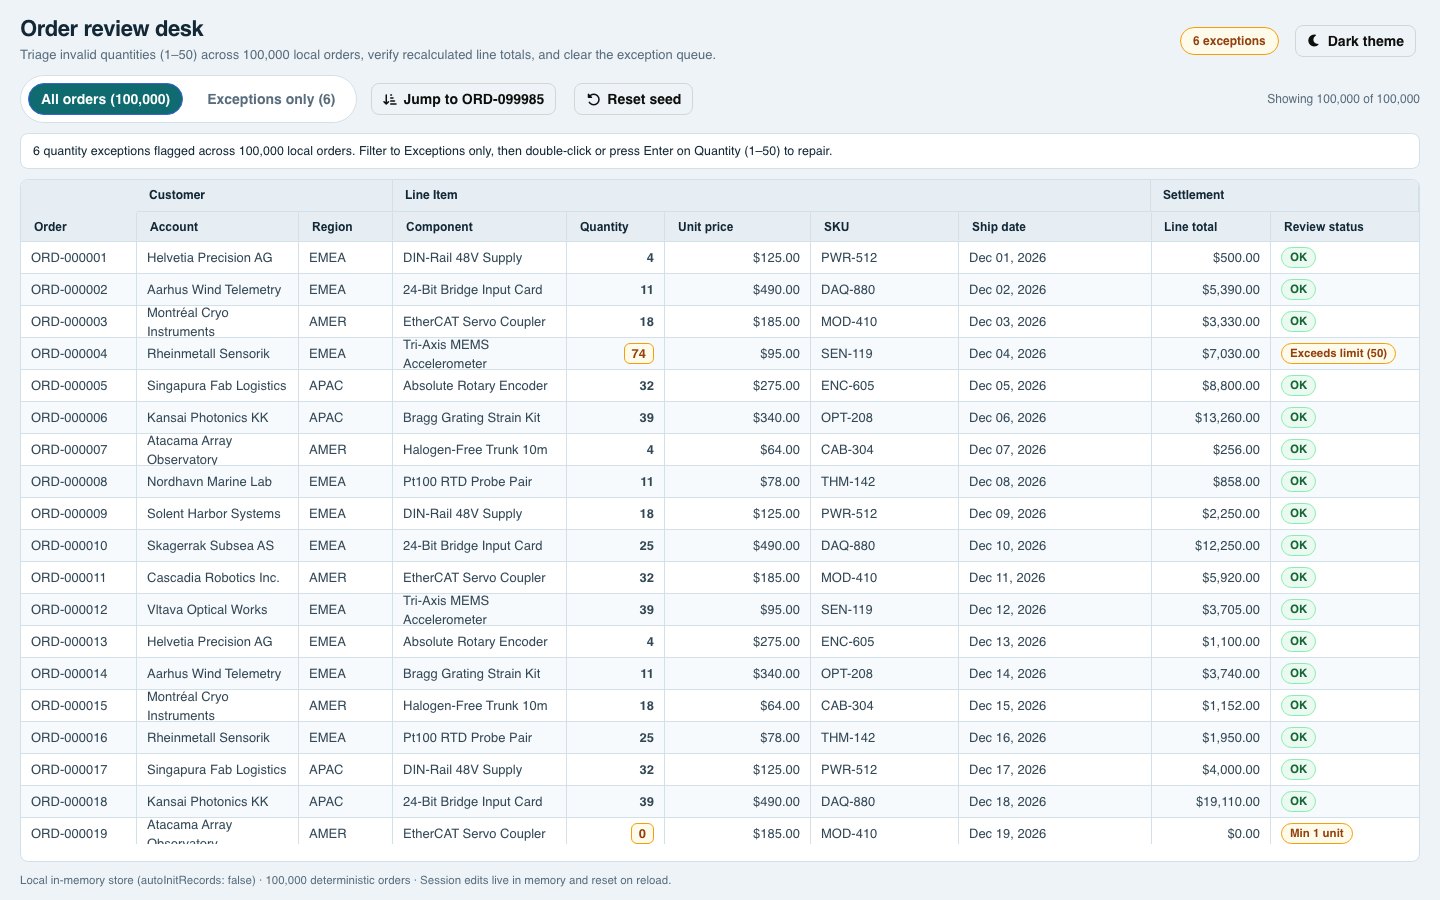 Order review desk
Triage invalid quantities (1–50) across 100,000 local orders, verify recalculated line totals, and clear the exception queue.
6 exceptions
Dark theme
All orders (100,000)
Exceptions only (6)
Jump to ORD-099985
Reset seed
Showing 100,000 of 100,000
6 quantity exceptions flagged across 100,000 local orders. Filter to Exceptions only, then double-click or press Enter on Quantity (1–50) to repair.
Customer Line Item Settlement
Order Account Region Component Quantity Unit price SKU Ship date Line total Review status
ORD-000001 Helvetia Precision AG EMEA DIN-Rail 48V Supply 4 $125.00 PWR-512 Dec 01, 2026 $500.00 OK
ORD-000002 Aarhus Wind Telemetry EMEA 24-Bit Bridge Input Card 11 $490.00 DAQ-880 Dec 02, 2026 $5,390.00 OK
ORD-000003 Montréal Cryo Instruments AMER EtherCAT Servo Coupler 18 $185.00 MOD-410 Dec 03, 2026 $3,330.00 OK
ORD-000004 Rheinmetall Sensorik EMEA Tri-Axis MEMS Accelerometer 74 $95.00 SEN-119 Dec 04, 2026 $7,030.00 Exceeds limit (50)
ORD-000005 Singapura Fab Logistics APAC Absolute Rotary Encoder 32 $275.00 ENC-605 Dec 05, 2026 $8,800.00 OK
ORD-000006 Kansai Photonics KK APAC Bragg Grating Strain Kit 39 $340.00 OPT-208 Dec 06, 2026 $13,260.00 OK
ORD-000007 Atacama Array Observatory AMER Halogen-Free Trunk 10m 4 $64.00 CAB-304 Dec 07, 2026 $256.00 OK
ORD-000008 Nordhavn Marine Lab EMEA Pt100 RTD Probe Pair 11 $78.00 THM-142 Dec 08, 2026 $858.00 OK
ORD-000009 Solent Harbor Systems EMEA DIN-Rail 48V Supply 18 $125.00 PWR-512 Dec 09, 2026 $2,250.00 OK
ORD-000010 Skagerrak Subsea AS EMEA 24-Bit Bridge Input Card 25 $490.00 DAQ-880 Dec 10, 2026 $12,250.00 OK
ORD-000011 Cascadia Robotics Inc. AMER EtherCAT Servo Coupler 32 $185.00 MOD-410 Dec 11, 2026 $5,920.00 OK
ORD-000012 Vltava Optical Works EMEA Tri-Axis MEMS Accelerometer 39 $95.00 SEN-119 Dec 12, 2026 $3,705.00 OK
ORD-000013 Helvetia Precision AG EMEA Absolute Rotary Encoder 4 $275.00 ENC-605 Dec 13, 2026 $1,100.00 OK
ORD-000014 Aarhus Wind Telemetry EMEA Bragg Grating Strain Kit 11 $340.00 OPT-208 Dec 14, 2026 $3,740.00 OK
ORD-000015 Montréal Cryo Instruments AMER Halogen-Free Trunk 10m 18 $64.00 CAB-304 Dec 15, 2026 $1,152.00 OK
ORD-000016 Rheinmetall Sensorik EMEA Pt100 RTD Probe Pair 25 $78.00 THM-142 Dec 16, 2026 $1,950.00 OK
ORD-000017 Singapura Fab Logistics APAC DIN-Rail 48V Supply 32 $125.00 PWR-512 Dec 17, 2026 $4,000.00 OK
ORD-000018 Kansai Photonics KK APAC 24-Bit Bridge Input Card 39 $490.00 DAQ-880 Dec 18, 2026 $19,110.00 OK
ORD-000019 Atacama Array Observatory AMER EtherCAT Servo Coupler 0 $185.00 MOD-410 Dec 19, 2026 $0.00 Min 1 unit
Local in-memory store (autoInitRecords: false) · 100,000 deterministic orders · Session edits live in memory and reset on reload.